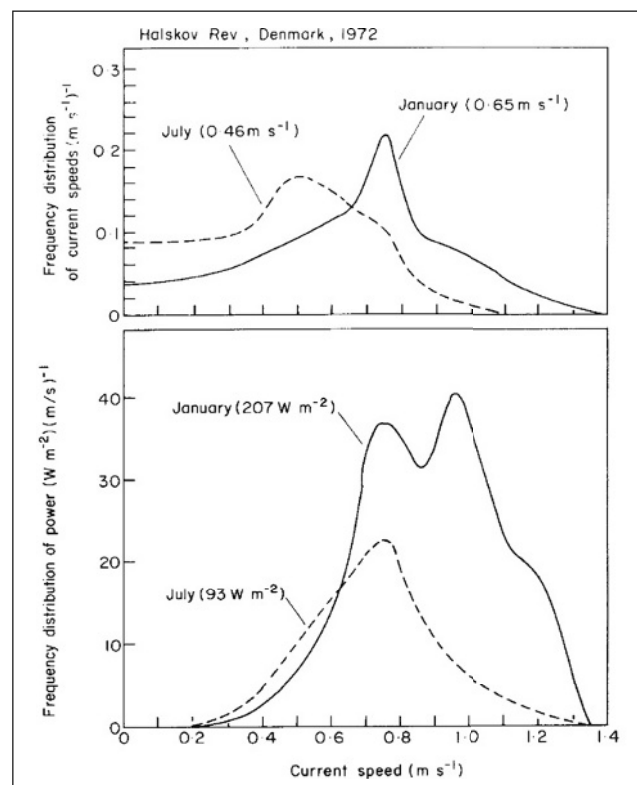 Halskov Rev, Denmark, 1972
Frequency distribution
of current speeds (m s⁻¹)⁻¹
0·3
0·2
0·1
0
July (0·46 m s⁻¹)
January (0·65 m s⁻¹)
Frequency distribution of power (W m⁻²)(m/s)⁻¹
40
30
20
10
0
January (207 W m⁻²)
July (93 W m⁻²)
0 0·2 0·4 0·6 0·8 1·0 1·2 1·4
Current speed (m s⁻¹)